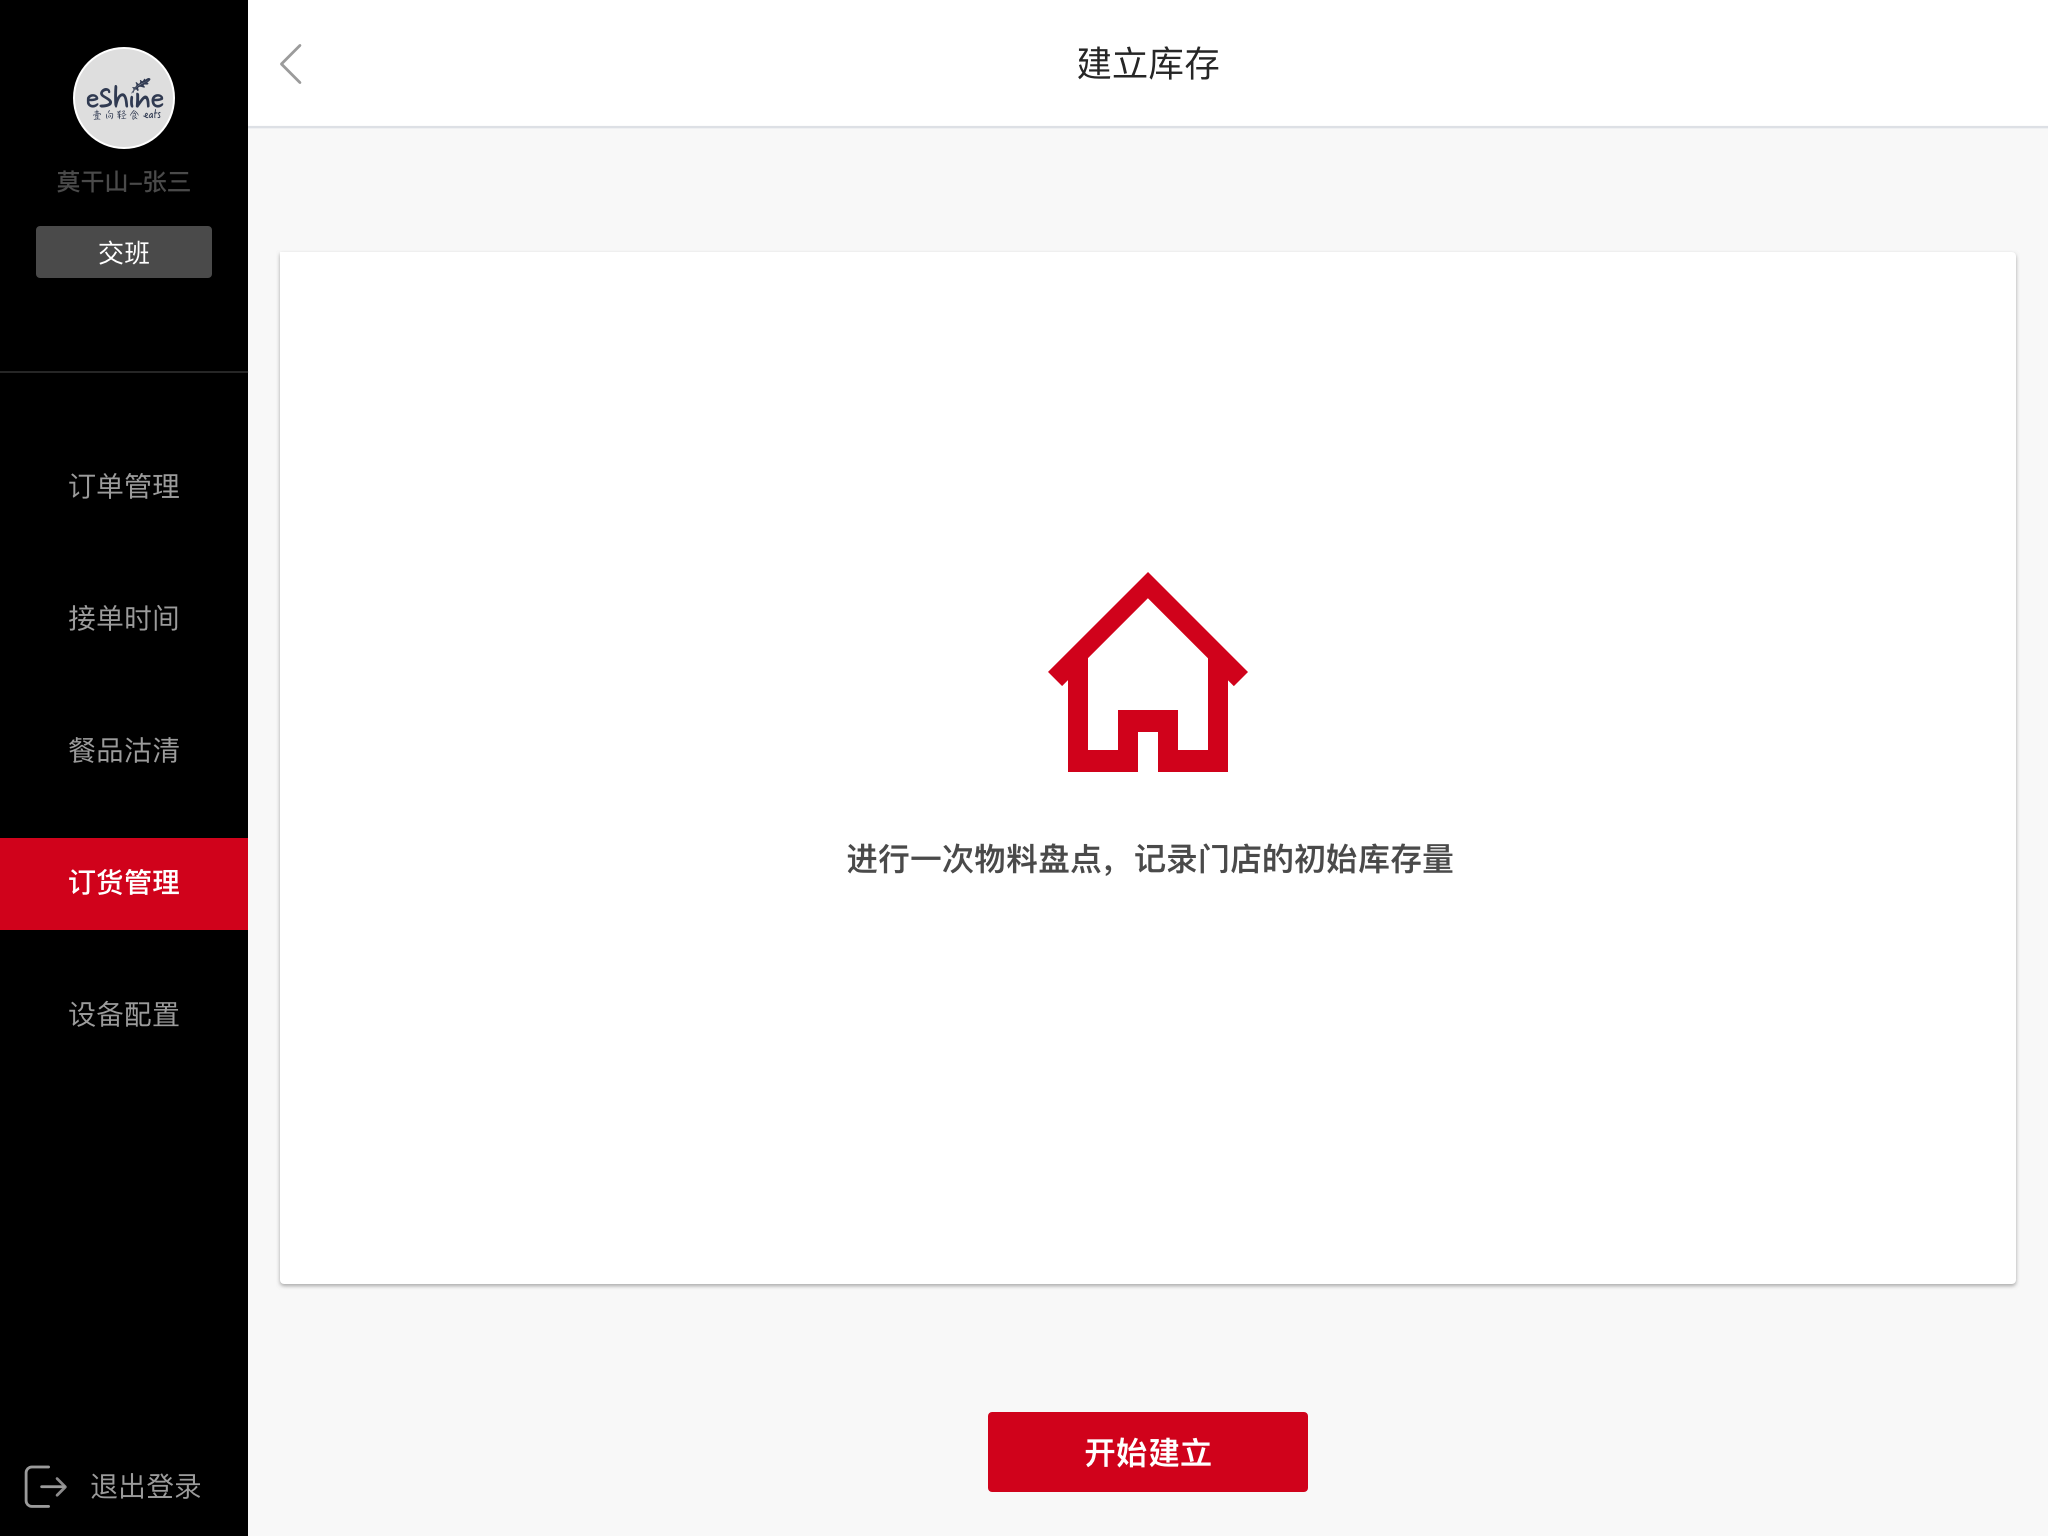 eShine
壹向轻食 eats
莫干山-张三
交班
订单管理
接单时间
餐品沽清
订货管理
设备配置
退出登录
建立库存
进行一次物料盘点，记录门店的初始库存量
开始建立